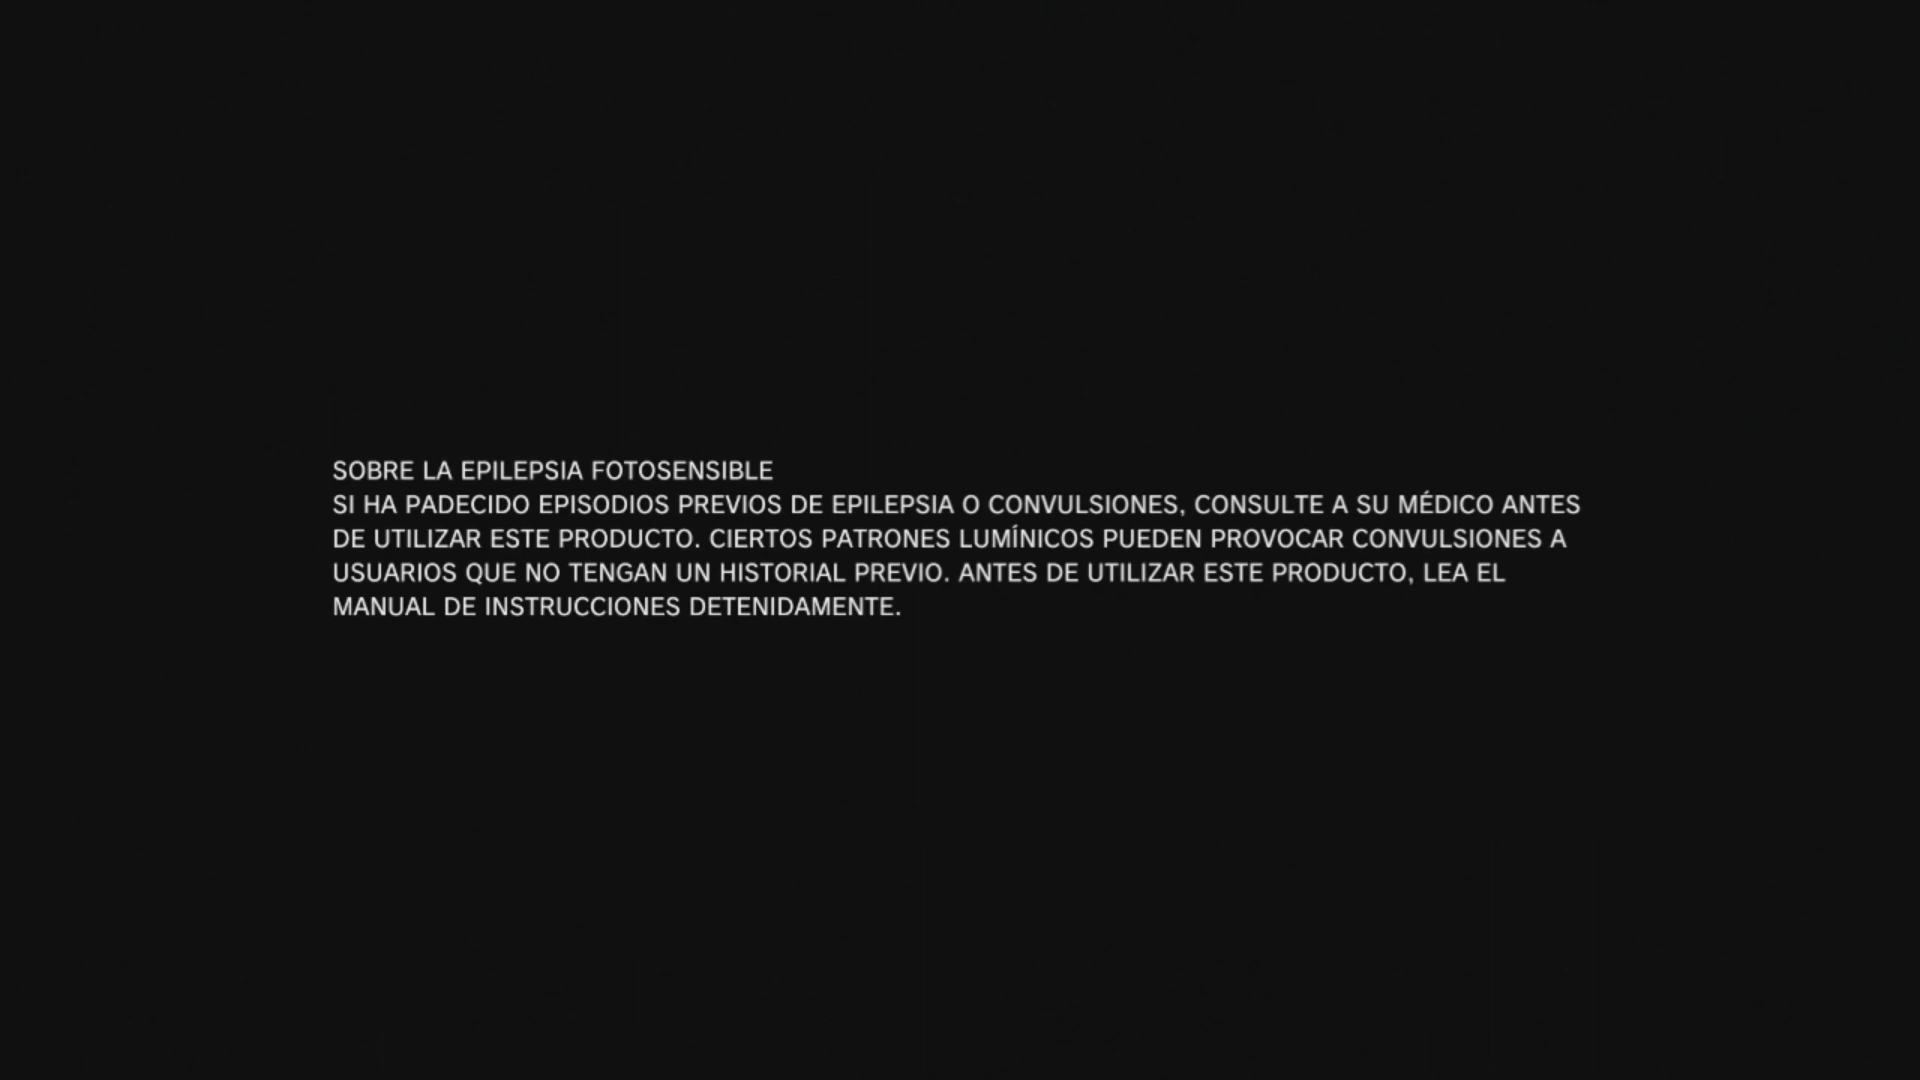 SOBRE LA EPILEPSIA FOTOSENSIBLE
SI HA PADECIDO EPISODIOS PREVIOS DE EPILEPSIA O CONVULSIONES, CONSULTE A SU MÉDICO ANTES
DE UTILIZAR ESTE PRODUCTO. CIERTOS PATRONES LUMÍNICOS PUEDEN PROVOCAR CONVULSIONES A
USUARIOS QUE NO TENGAN UN HISTORIAL PREVIO. ANTES DE UTILIZAR ESTE PRODUCTO, LEA EL
MANUAL DE INSTRUCCIONES DETENIDAMENTE.